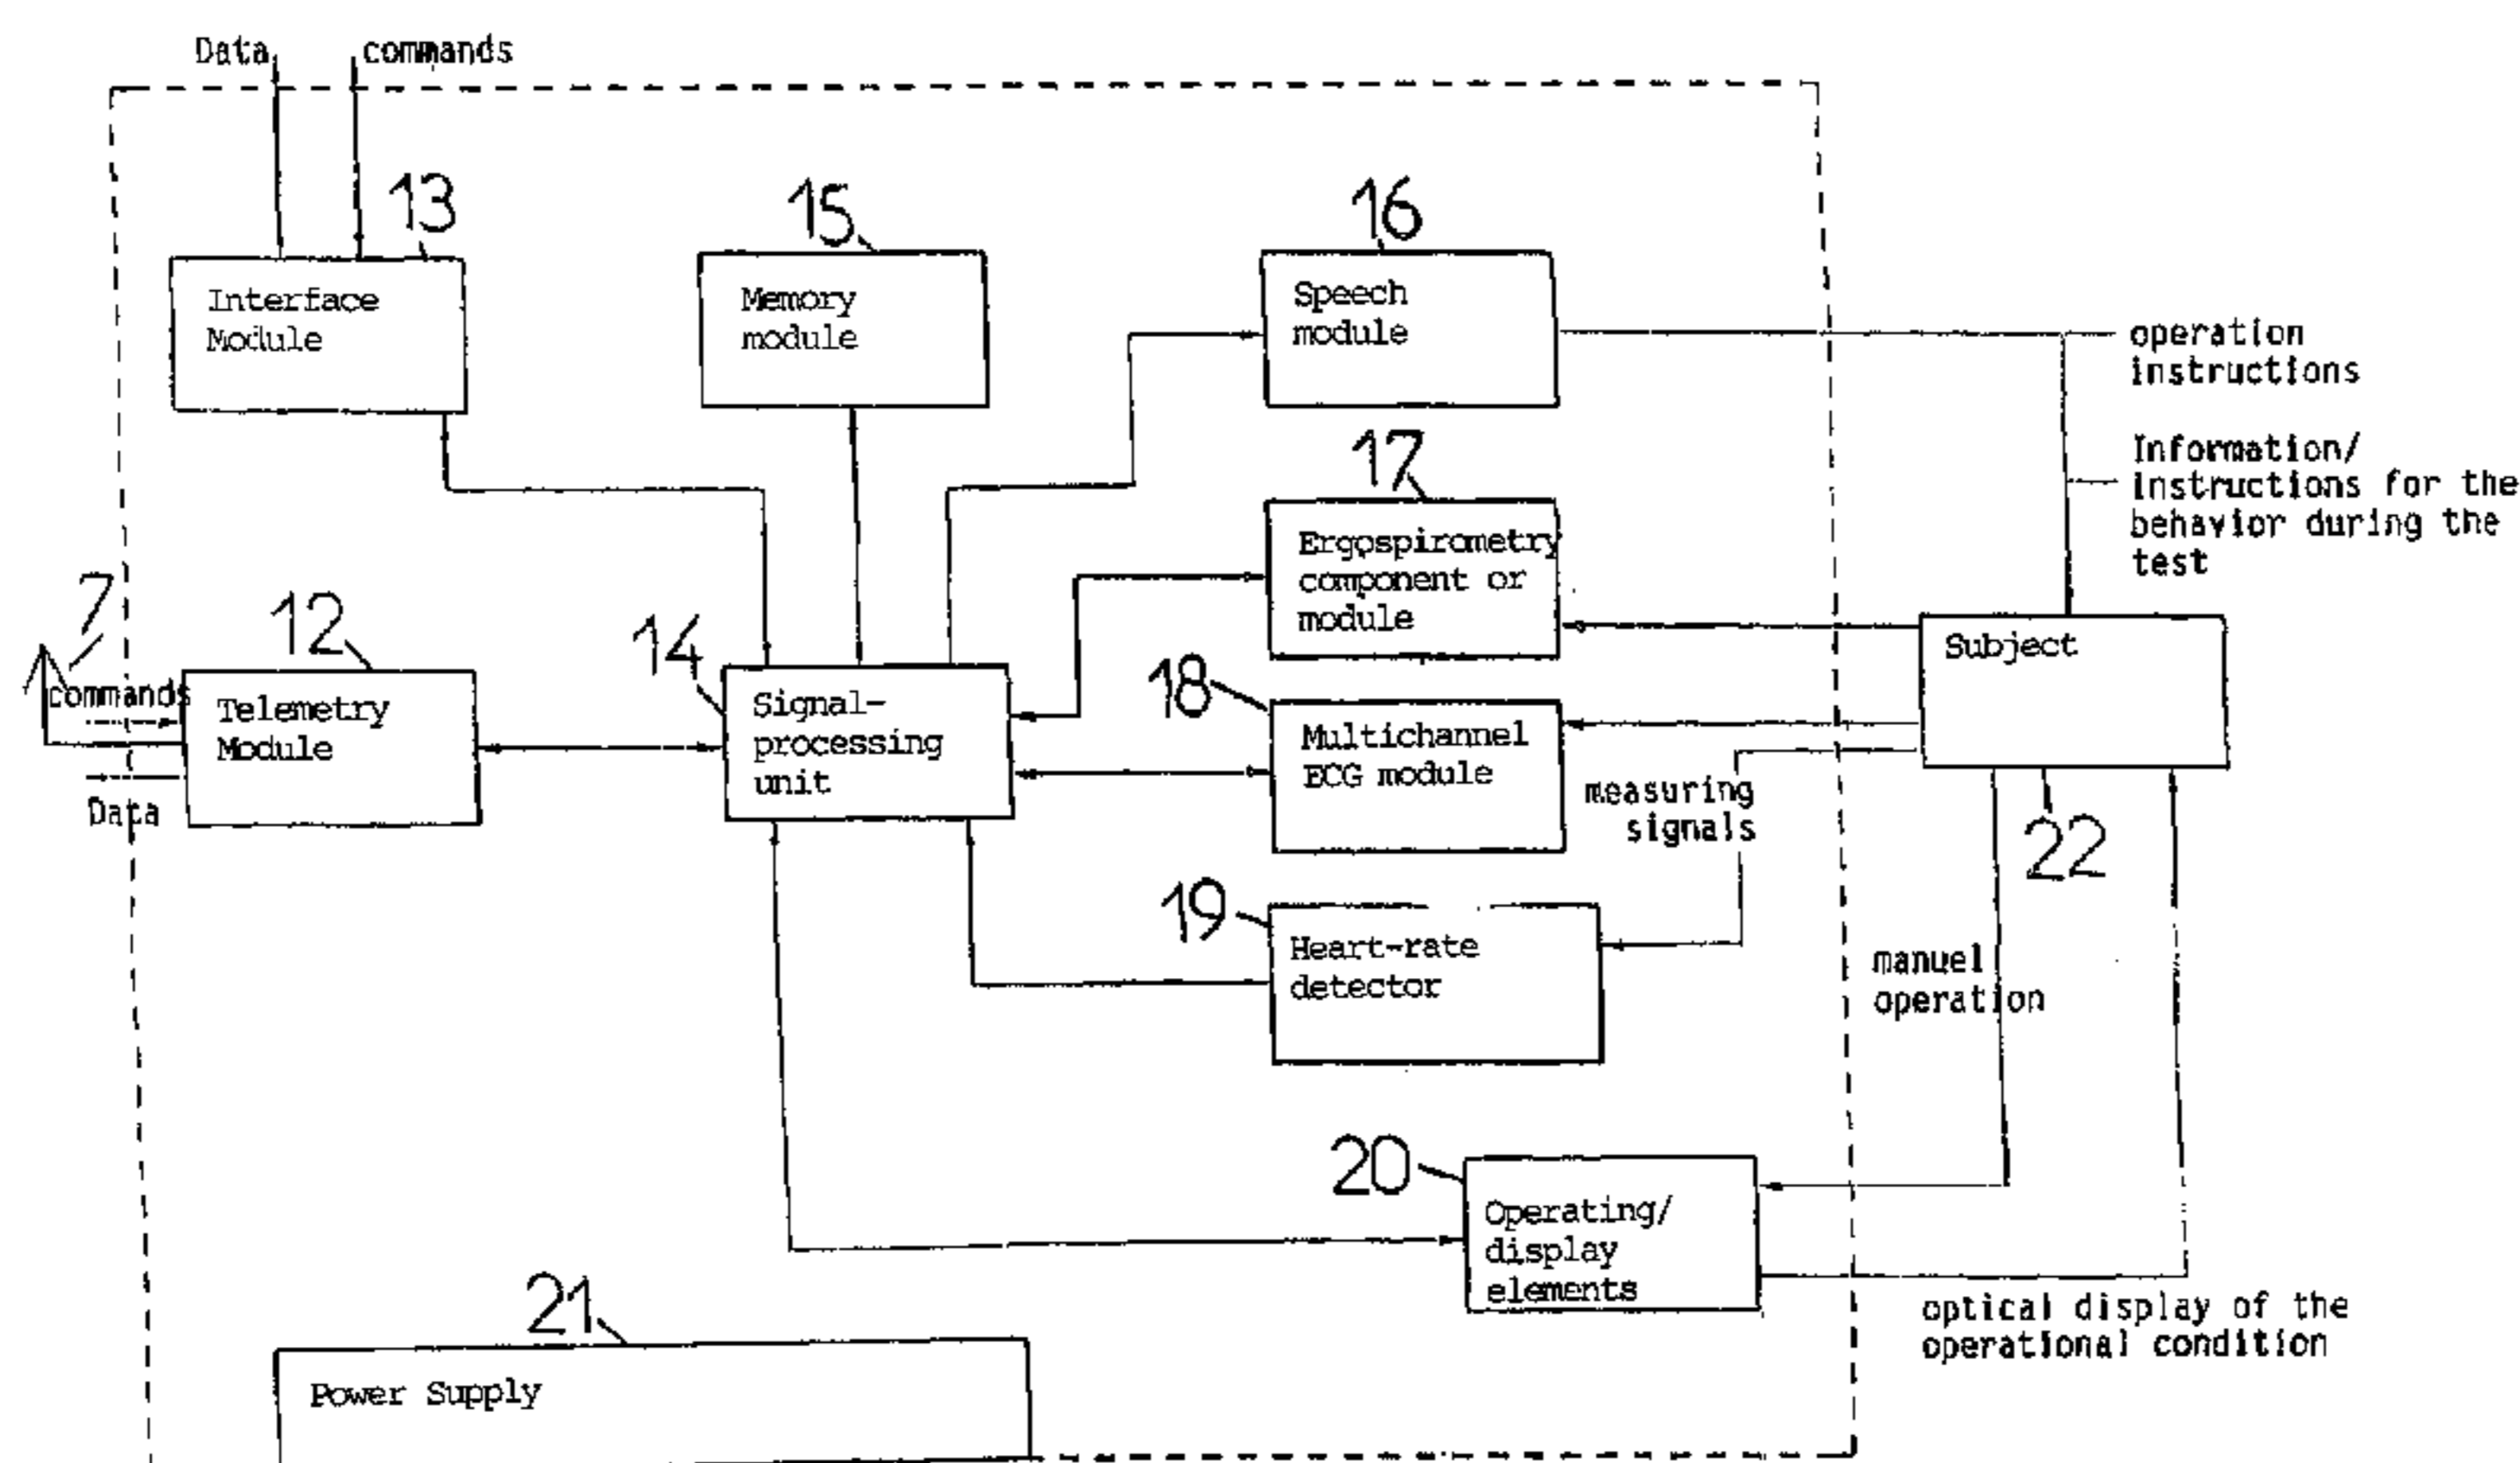 Data
commands
13
15
16
Interface
Module
Memory
module
Speech
module
operation
instructions
17
Information/
instructions for the
behavior during the
test
Ergospirometry
component or
module
7
12
14
18
Subject
commands
Telemetry
Module
Data
Signal-
processing
unit
Multichannel
ECG module
measuring
signals
22
19
Heart-rate
detector
manuel
operation
20
Operating/
display
elements
optical display of the
operational condition
21
Power Supply